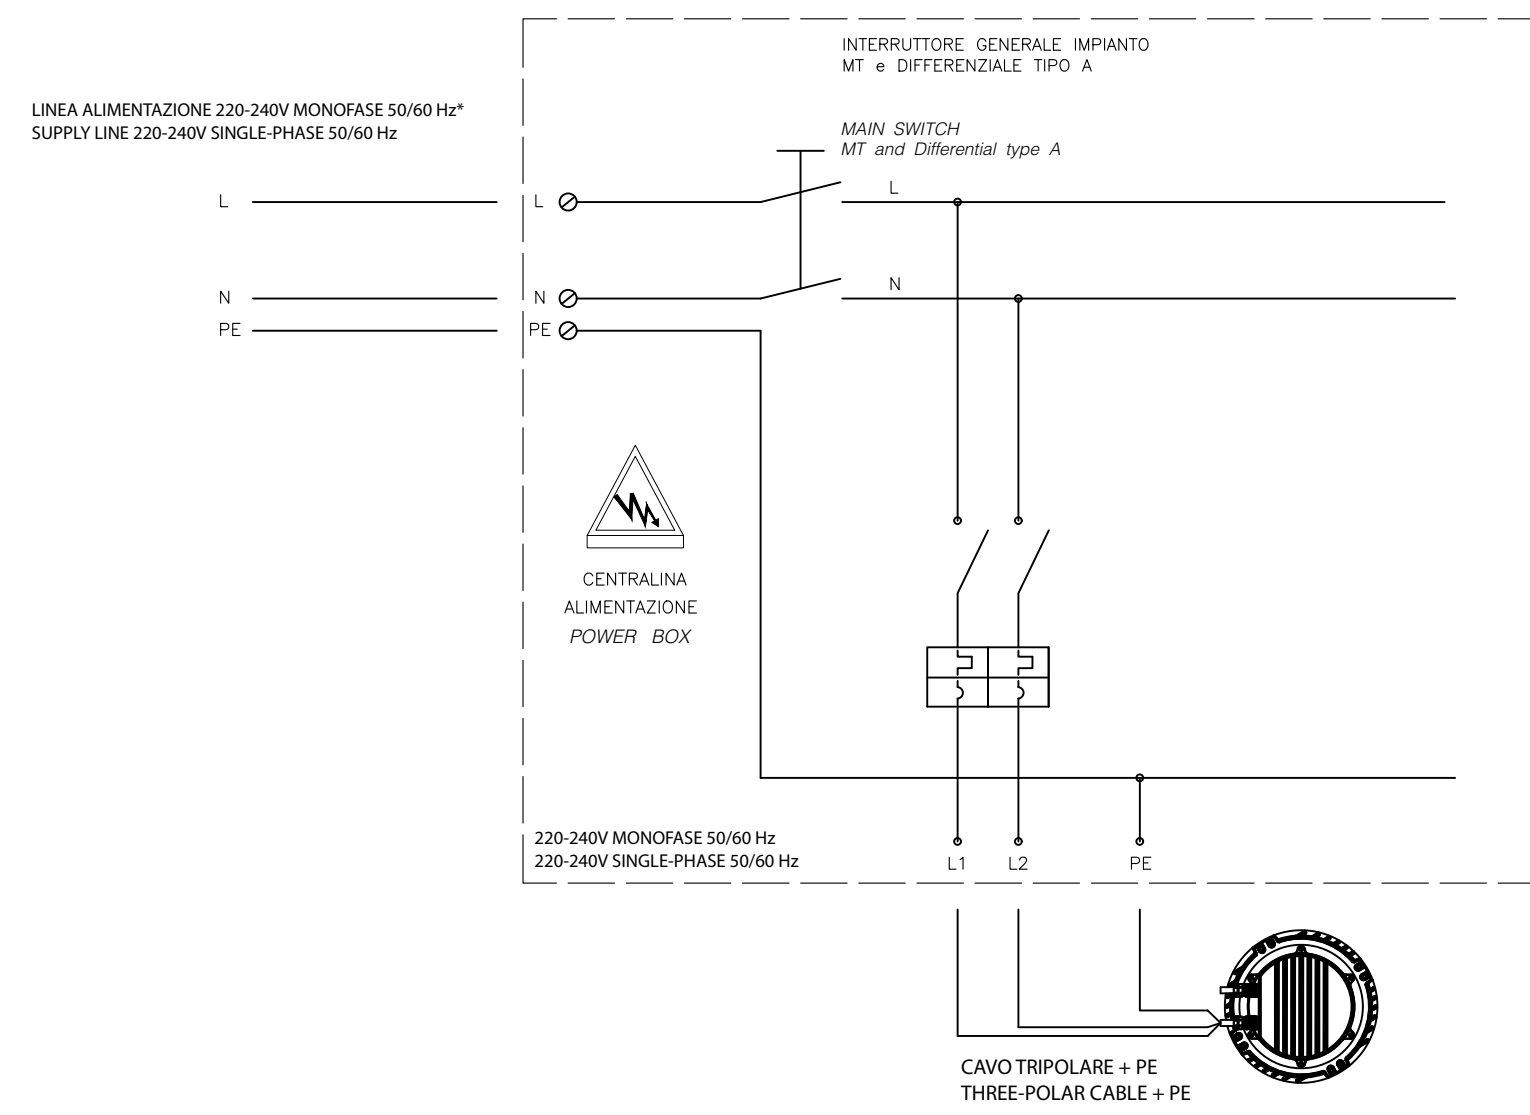 INTERRUTTORE GENERALE IMPIANTO
MT e DIFFERENZIALE TIPO A
LINEA ALIMENTAZIONE 220-240V MONOFASE 50/60 Hz*
SUPPLY LINE 220-240V SINGLE-PHASE 50/60 Hz
MAIN SWITCH
MT and Differential type A
L
L
L
N
N
N
PE
PE
CENTRALINA
ALIMENTAZIONE
POWER BOX
220-240V MONOFASE 50/60 Hz
220-240V SINGLE-PHASE 50/60 Hz
L1
L2
PE
CAVO TRIPOLARE + PE
THREE-POLAR CABLE + PE